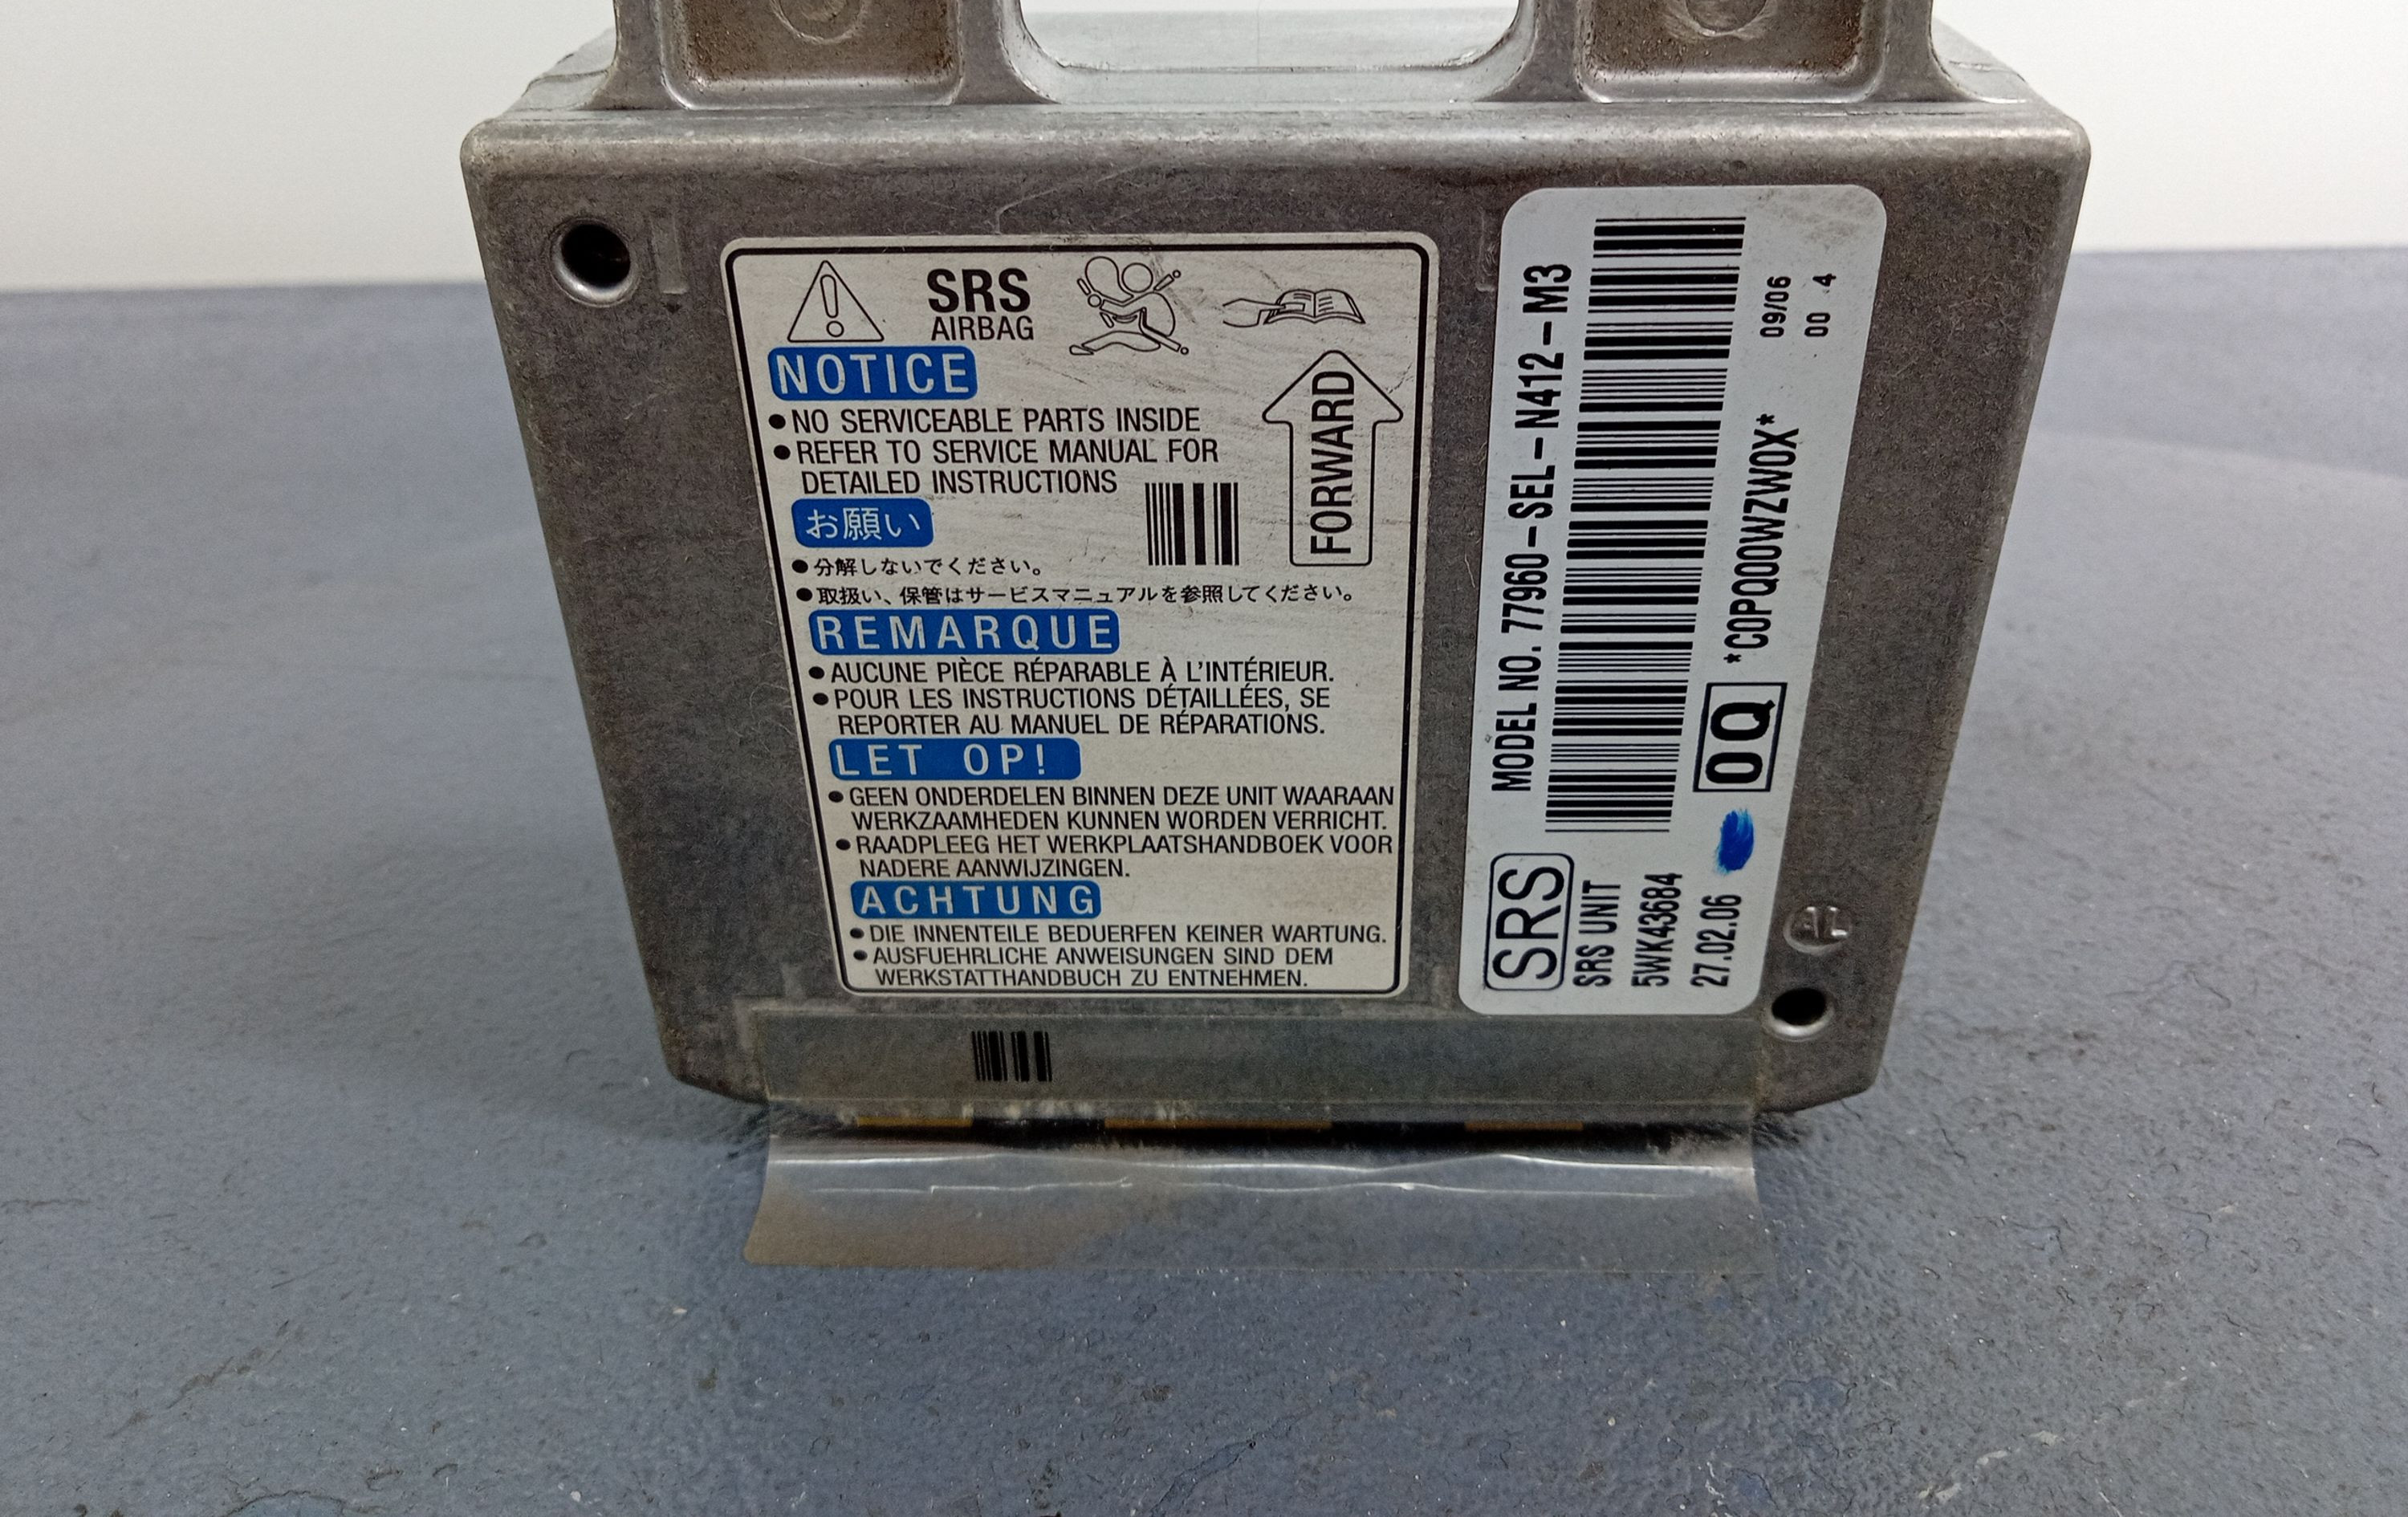 SRS
AIRBAG
NOTICE
● NO SERVICEABLE PARTS INSIDE
● REFER TO SERVICE MANUAL FOR
DETAILED INSTRUCTIONS
FORWARD
お願い
●分解しないでください。
●取扱い、保管はサービスマニュアルを参照してください。
REMARQUE
● AUCUNE PIÈCE RÉPARABLE À L'INTÉRIEUR.
● POUR LES INSTRUCTIONS DÉTAILLÉES, SE
REPORTER AU MANUEL DE RÉPARATIONS.
LET OP!
● GEEN ONDERDELEN BINNEN DEZE UNIT WAARAAN
WERKZAAMHEDEN KUNNEN WORDEN VERRICHT.
● RAADPLEEG HET WERKPLAATSHANDBOEK VOOR
NADERE AANWIJZINGEN.
ACHTUNG
● DIE INNENTEILE BEDUERFEN KEINER WARTUNG.
● AUSFUEHRLICHE ANWEISUNGEN SIND DEM
WERKSTATTHANDBUCH ZU ENTNEHMEN.
MODEL NO. 77960-SEL-N412-M3
SRS
SRS UNIT
5WK43684
27.02.06
0Q
*C0PQ00WZW0X*
09/06
00 4
AL